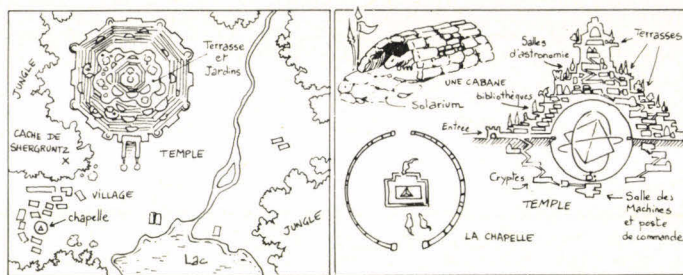 Terrasse
et
Jardins
JUNGLE
CACHE DE
SHERGRUNTZ
TEMPLE
VILLAGE
chapelle
JUNGLE
Lac
Salles
d'astronomie
Terrasses
UNE CABANE
bibliothèques
Solarium
Entrée
Cryptes
TEMPLE
Salle des
Machines
et poste
de commande
LA CHAPELLE